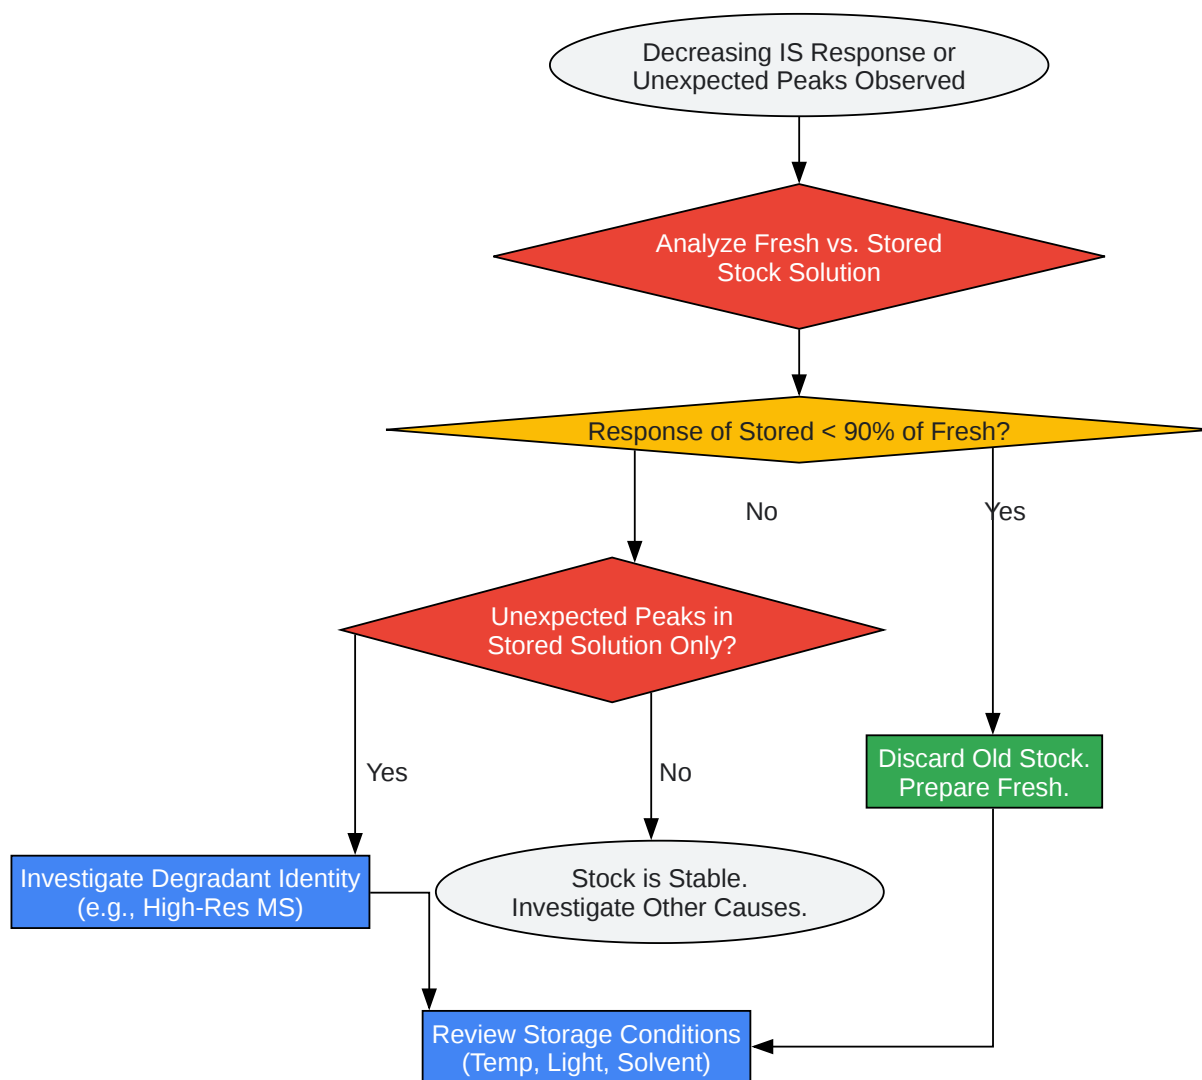 Decreasing IS Response or
Unexpected Peaks Observed
Analyze Fresh vs. Stored
Stock Solution
Response of Stored < 90% of Fresh?
No
Yes
Unexpected Peaks in
Stored Solution Only?
Yes
No
Discard Old Stock.
Prepare Fresh.
Investigate Degradant Identity
(e.g., High-Res MS)
Stock is Stable.
Investigate Other Causes.
Review Storage Conditions
(Temp, Light, Solvent)